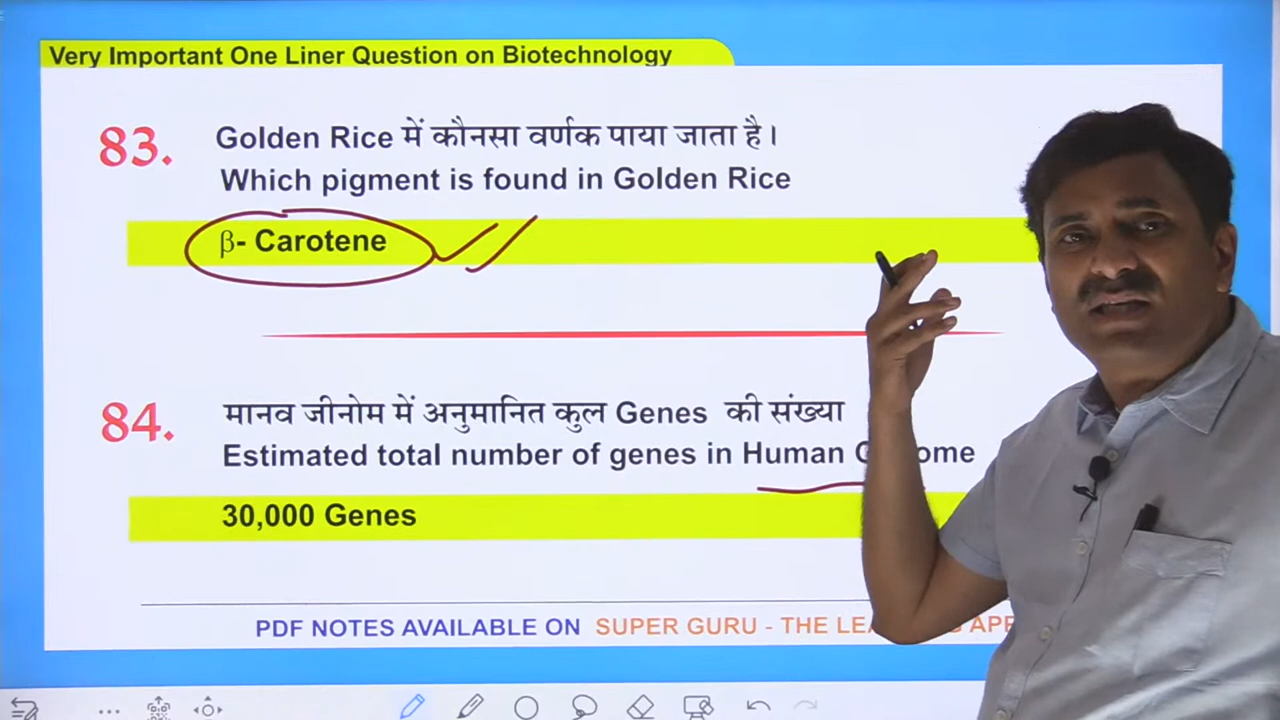 Very Important One Liner Question on Biotechnology
83. Golden Rice में कौनसा वर्णक पाया जाता है।
Which pigment is found in Golden Rice
β- Carotene
84. मानव जीनोम में अनुमानित कुल Genes की संख्या
Estimated total number of genes in Human
30,000 Genes
PDF NOTES AVAILABLE ON SUPER GURU - THE